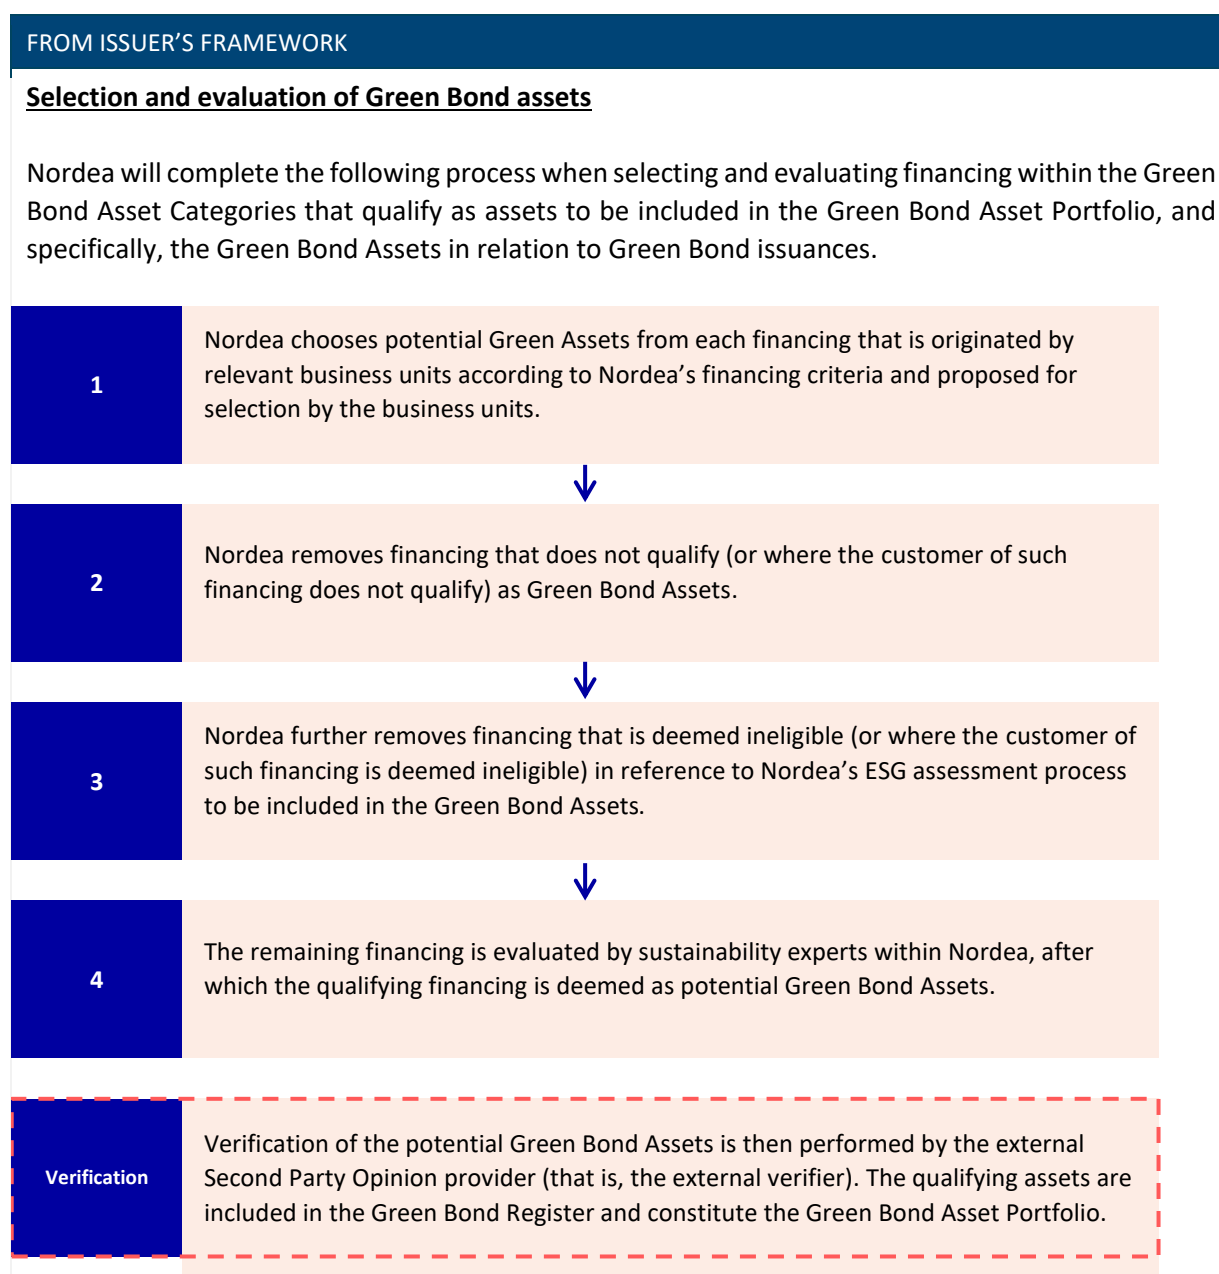 FROM ISSUER'S FRAMEWORK
Selection and evaluation of Green Bond assets
Nordea will complete the following process when selecting and evaluating financing within the Green
Bond Asset Categories that qualify as assets to be included in the Green Bond Asset Portfolio, and
specifically, the Green Bond Assets in relation to Green Bond issuances.
1
Nordea chooses potential Green Assets from each financing that is originated by
relevant business units according to Nordea's financing criteria and proposed for
selection by the business units.
2
Nordea removes financing that does not qualify (or where the customer of such
financing does not qualify) as Green Bond Assets.
3
Nordea further removes financing that is deemed ineligible (or where the customer of
such financing is deemed ineligible) in reference to Nordea's ESG assessment process
to be included in the Green Bond Assets.
4
The remaining financing is evaluated by sustainability experts within Nordea, after
which the qualifying financing is deemed as potential Green Bond Assets.
Verification
Verification of the potential Green Bond Assets is then performed by the external
Second Party Opinion provider (that is, the external verifier). The qualifying assets are
included in the Green Bond Register and constitute the Green Bond Asset Portfolio.